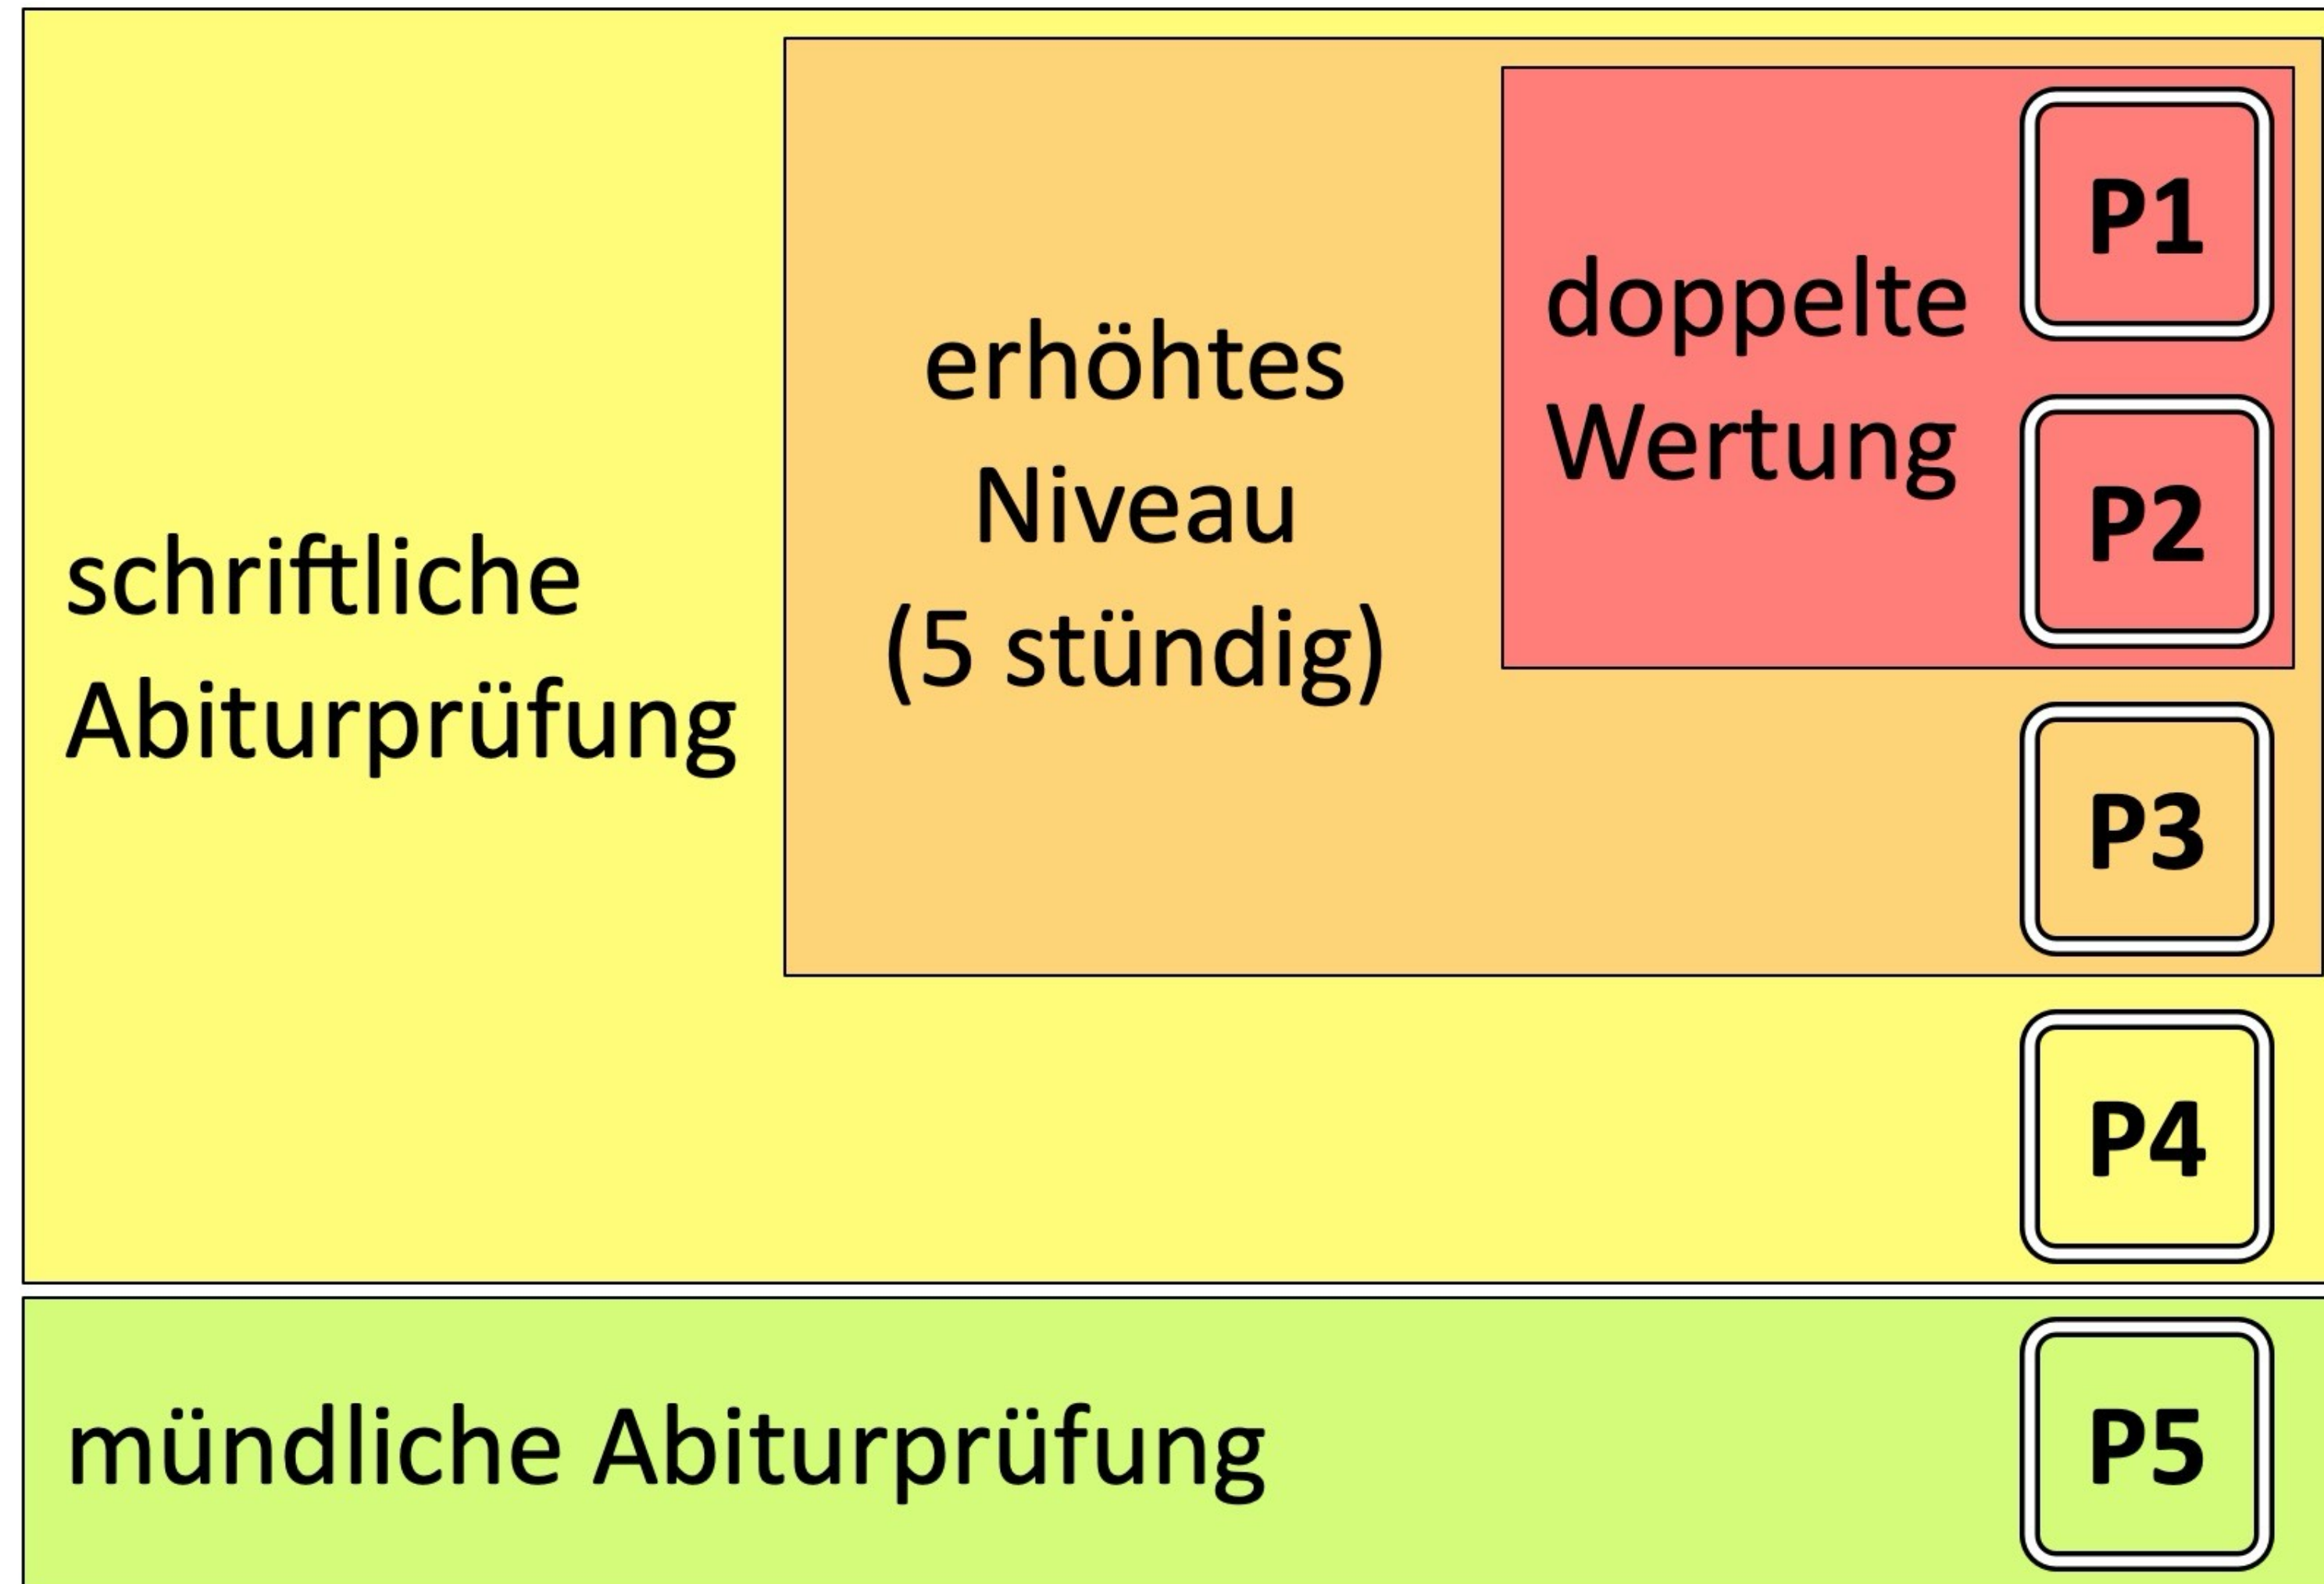 schriftliche
Abiturprüfung
erhöhtes
Niveau
(5 stündig)
doppelte
Wertung
P1
P2
P3
P4
mündliche Abiturprüfung
P5